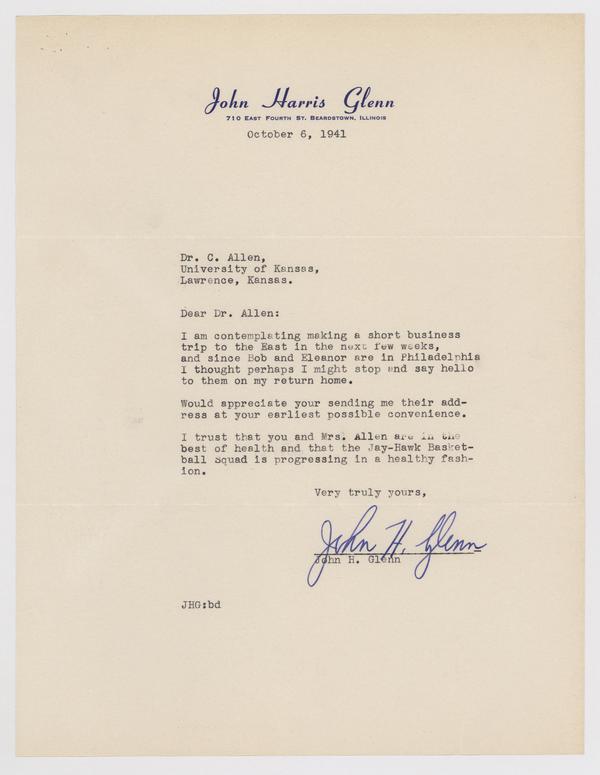 John Harris Glenn
710 East Fourth St. Beardstown, Illinois
October 6, 1941
Dr. C. Allen,
University of Kansas,
Lawrence, Kansas.
Dear Dr. Allen:
I am contemplating making a short business
trip to the East in the next few weeks,
and since Bob and Eleanor are in Philadelphia
I thought perhaps I might stop and say hello
to them on my return home.
Would appreciate your sending me their add-
ress at your earliest possible convenience.
I trust that you and Mrs. Allen are in the
best of health and that the Jay-Hawk Basket-
ball Squad is progressing in a healthy fash-
ion.
Very truly yours,
John H. Glenn
John H. Glenn
JHG:bd